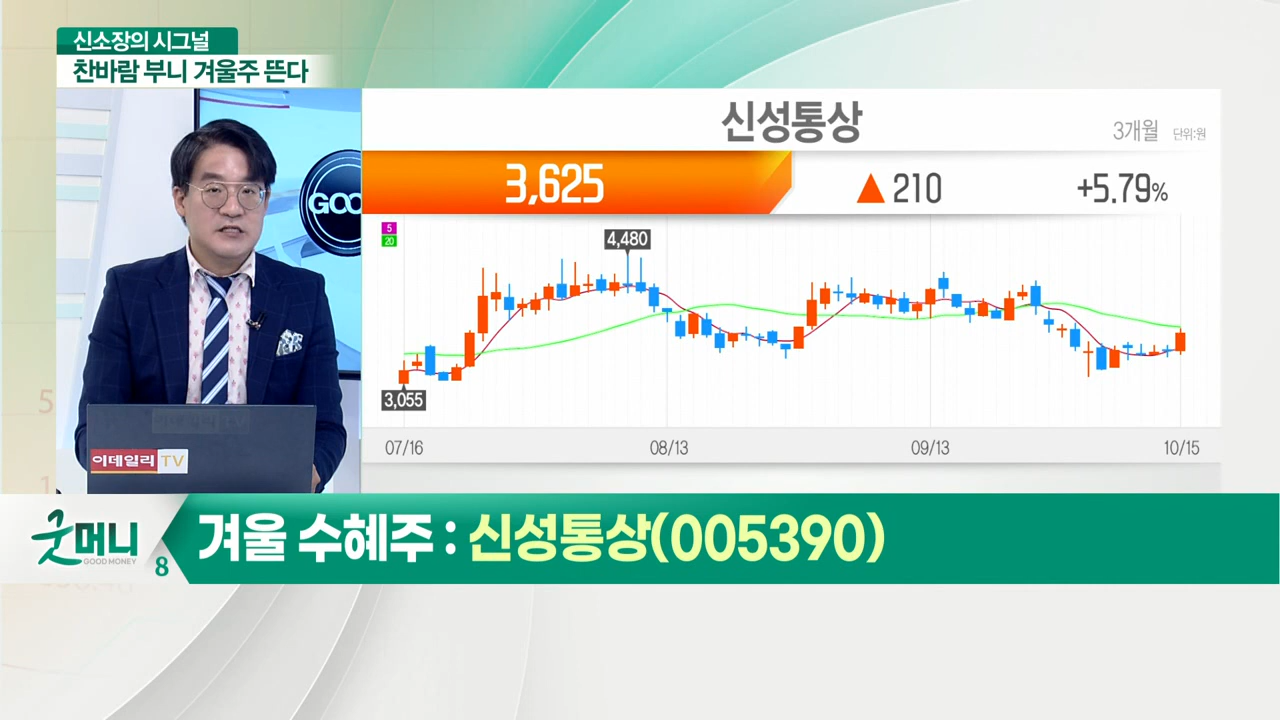 신소장의 시그널
찬바람 부니 겨울주 뜬다
신성통상
3개월 단위:원
3,625 ▲ 210 +5.79%
5
20
4,480
3,055
07/16 08/13 09/13 10/15
GOO
이데일리 TV
굿머니
GOOD MONEY
8
겨울 수혜주 : 신성통상(005390)